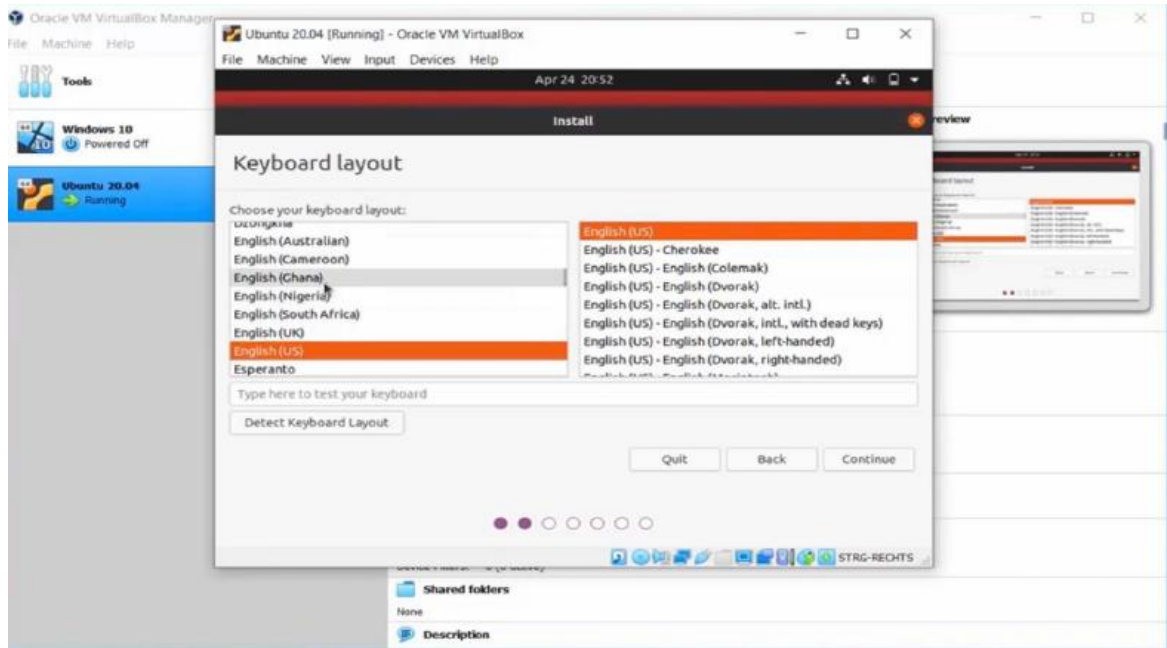 Oracle VM VirtualBox Manager
File Machine Help
Tools
Windows 10
Powered Off
Ubuntu 20.04
Running
Ubuntu 20.04 [Running] - Oracle VM VirtualBox
File Machine View Input Devices Help
Apr 24 20:52
Install
Keyboard layout
Choose your keyboard layout:
Dzongkha
English (Australian)
English (Cameroon)
English (Ghana)
English (Nigeria)
English (South Africa)
English (UK)
English (US)
Esperanto
English (US)
English (US) - Cherokee
English (US) - English (Colemak)
English (US) - English (Dvorak)
English (US) - English (Dvorak, alt. intl.)
English (US) - English (Dvorak, intl., with dead keys)
English (US) - English (Dvorak, left-handed)
English (US) - English (Dvorak, right-handed)
English (US) - English (Macintosh)
Type here to test your keyboard
Detect Keyboard Layout
Quit Back Continue
STRG-RECHTS
review
Shared folders
None
Description